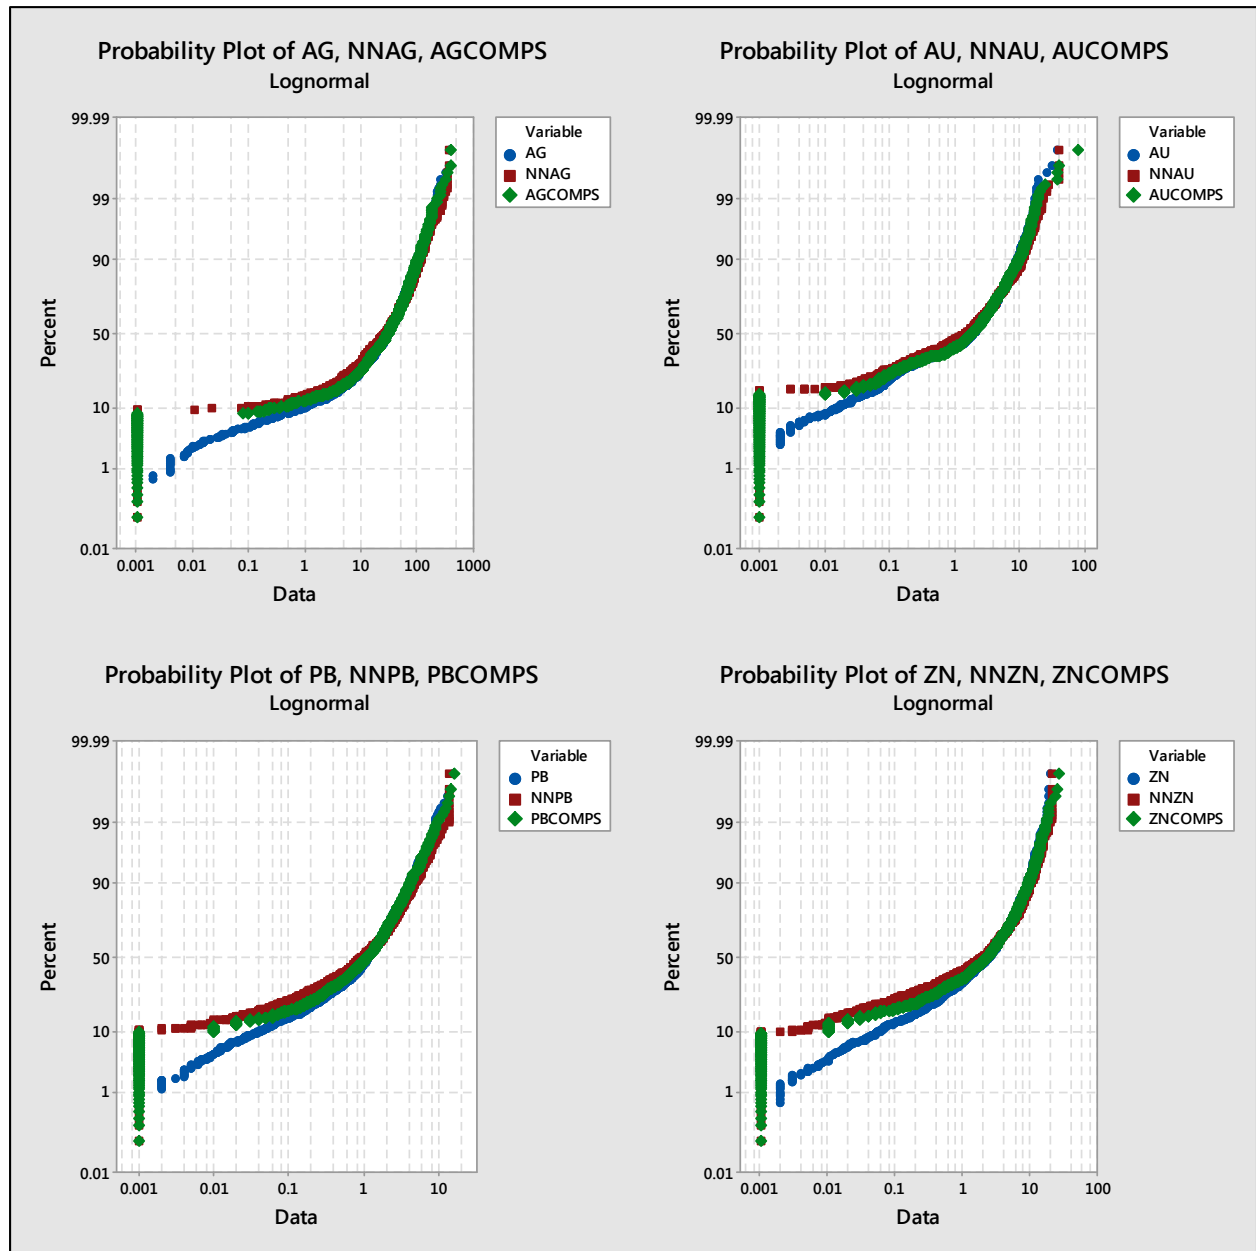 Probability Plot of AG, NNAG, AGCOMPS
Lognormal
99.99
99
90
50
10
1
0.01
Percent
0.001 0.01 0.1 1 10 100 1000
Data
Variable
AG
NNAG
AGCOMPS
Probability Plot of AU, NNAU, AUCOMPS
Lognormal
99.99
99
90
50
10
1
0.01
Percent
0.001 0.01 0.1 1 10 100
Data
Variable
AU
NNAU
AUCOMPS
Probability Plot of PB, NNPB, PBCOMPS
Lognormal
99.99
99
90
50
10
1
0.01
Percent
0.001 0.01 0.1 1 10
Data
Variable
PB
NNPB
PBCOMPS
Probability Plot of ZN, NNZN, ZNCOMPS
Lognormal
99.99
99
90
50
10
1
0.01
Percent
0.001 0.01 0.1 1 10 100
Data
Variable
ZN
NNZN
ZNCOMPS